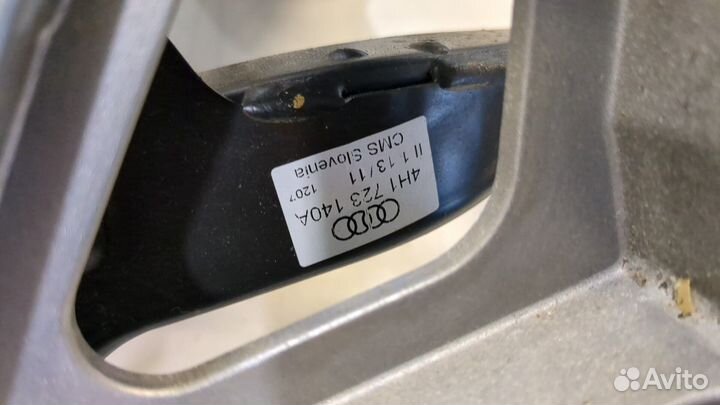 4H1 723 140A
II 1 13/11
CMS Slovenia
1207
Avito